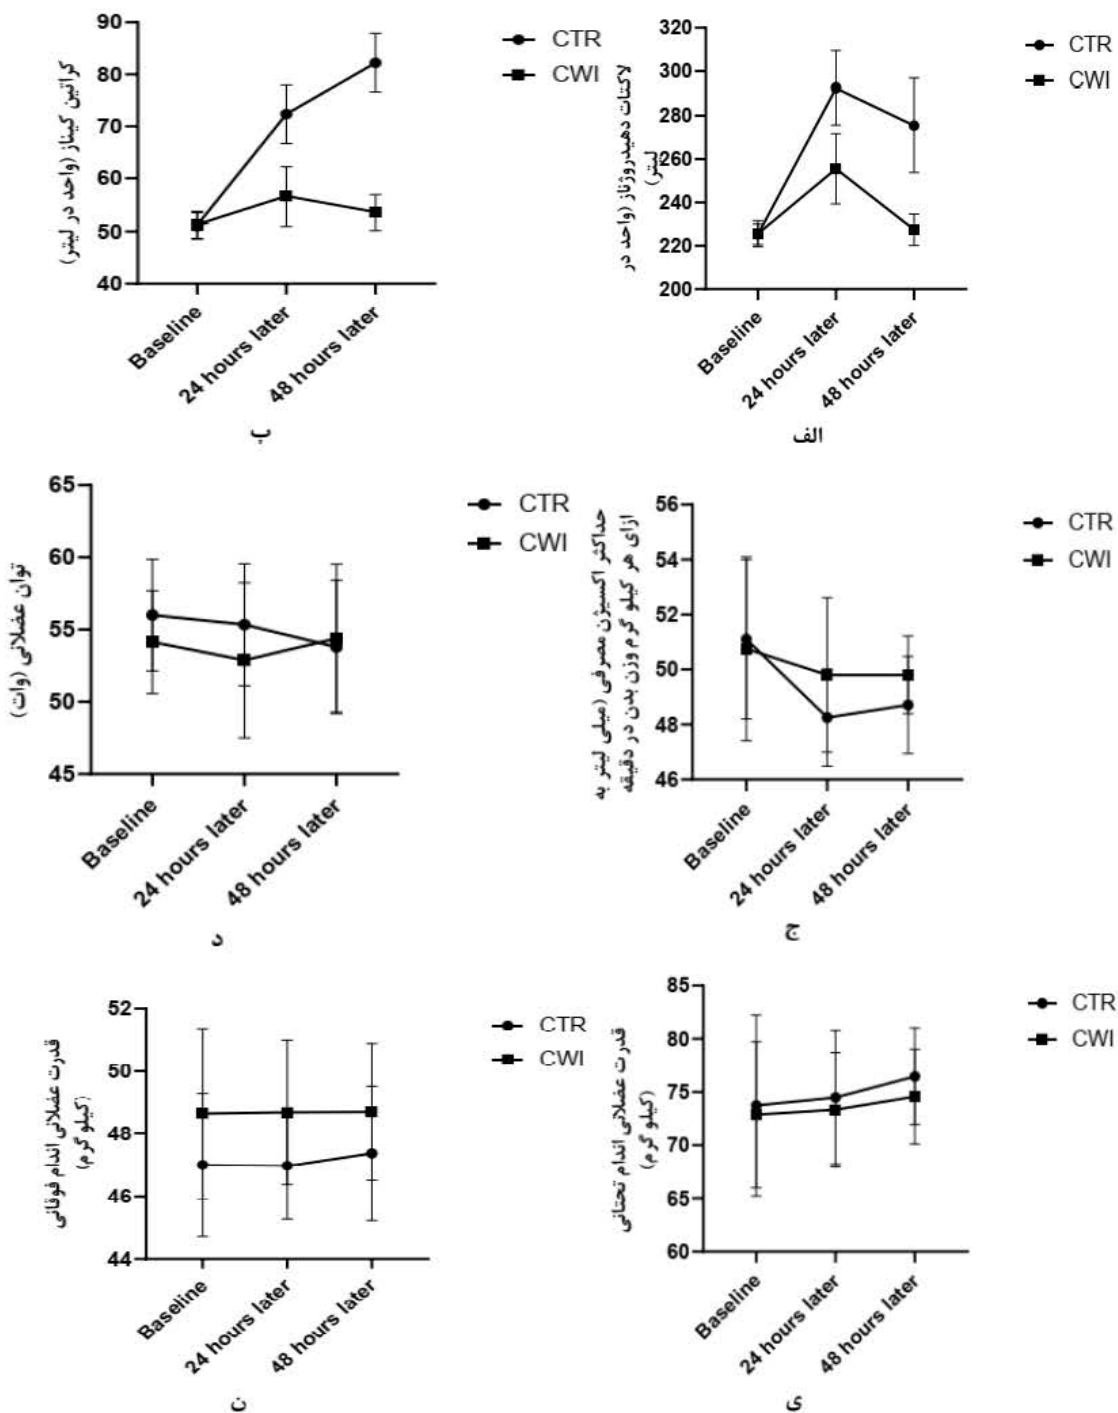 90
80
70
60
50
40
کراتین کیناز (واحد در لیتر)
CTR
CWI
Baseline
24 hours later
48 hours later
پ
320
300
280
260
240
220
200
لاکتات دهیدروژناز (واحد در
لیتر)
CTR
CWI
Baseline
24 hours later
48 hours later
الف
65
60
55
50
45
توان عضلانی (وات)
CTR
CWI
Baseline
24 hours later
48 hours later
د
56
54
52
50
48
46
حداکثر اکسیژن مصرفی (میلی لیتر به
ازای هر کیلو گرم وزن بدن در دقیقه
CTR
CWI
Baseline
24 hours later
48 hours later
ج
52
50
48
46
44
قدرت عضلانی اندام فوقانی
(کیلو گرم)
CTR
CWI
Baseline
24 hours later
48 hours later
ن
85
80
75
70
65
60
قدرت عضلانی اندام تحتانی
(کیلو گرم)
CTR
CWI
Baseline
24 hours later
48 hours later
ی